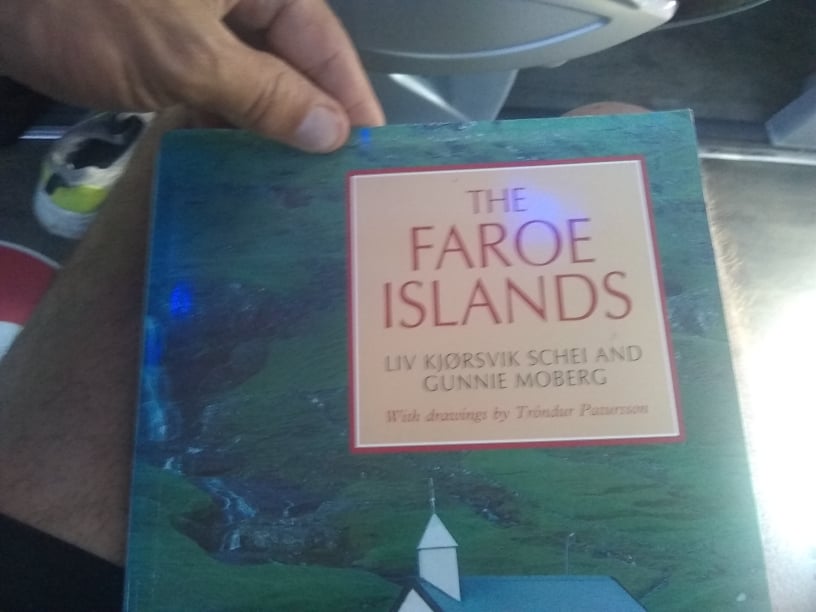 THE
FAROE
ISLANDS
LIV KJØRSVIK SCHEI AND
GUNNIE MOBERG
With drawings by Tróndur Patursson